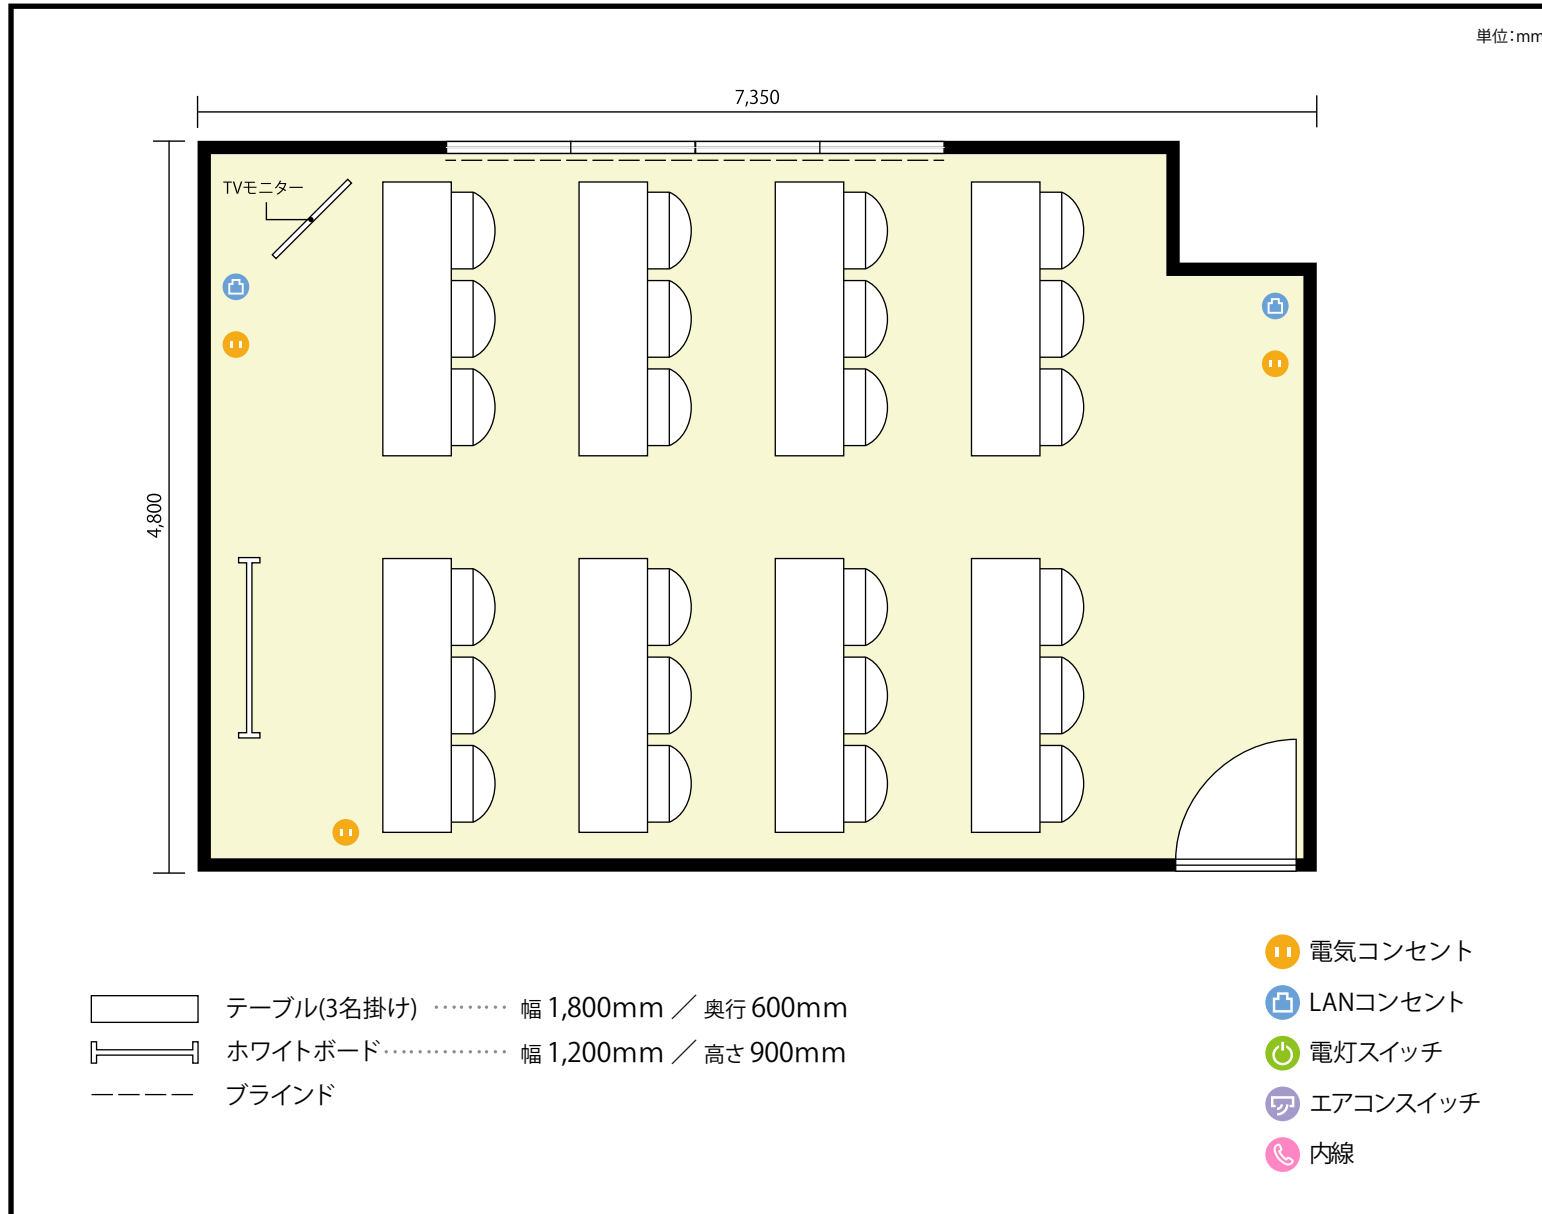 単位：mm
7,350
TVモニター
4,800
テーブル(3名掛け) ……… 幅 1,800mm ／ 奥行 600mm
ホワイトボード …………… 幅 1,200mm ／ 高さ 900mm
ブラインド
電気コンセント
LANコンセント
電灯スイッチ
エアコンスイッチ
内線